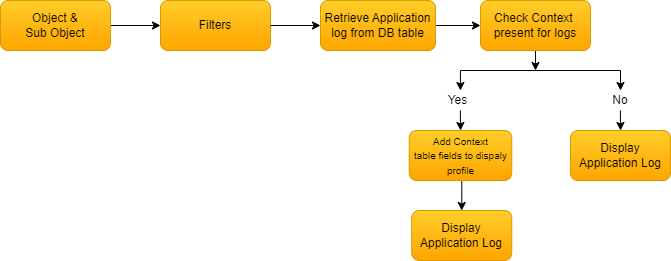 Object &
Sub Object
Filters
Retrieve Application
log from DB table
Check Context
present for logs
Yes
No
Add Context
table fields to dispaly
profile
Display
Application Log
Display
Application Log